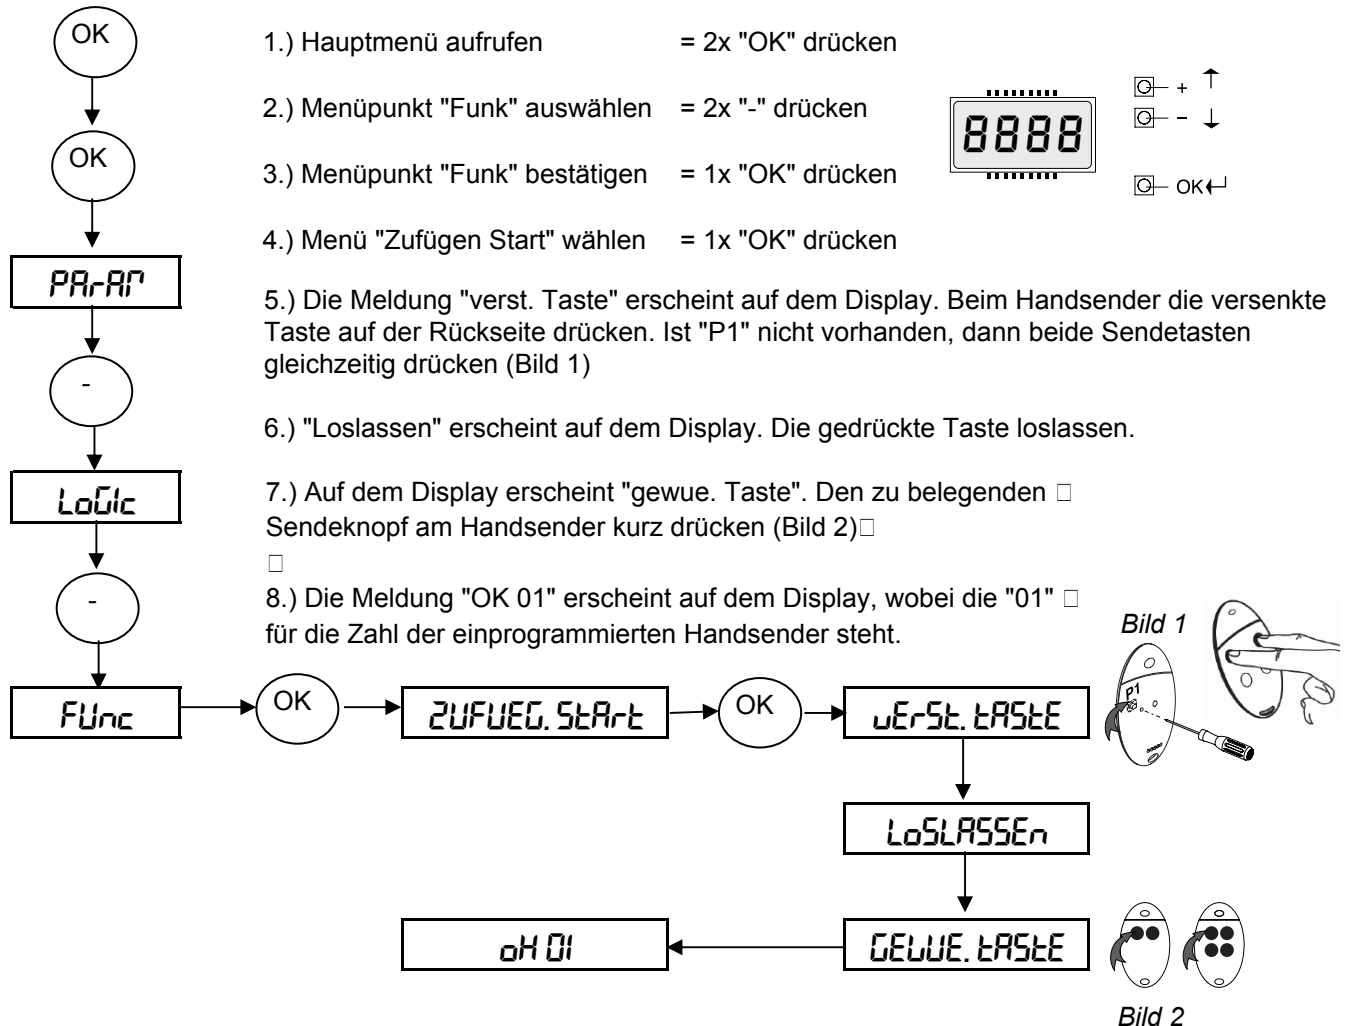 OK
1.) Hauptmenü aufrufen = 2x "OK" drücken
+
2.) Menüpunkt "Funk" auswählen = 2x "-" drücken
-
8888
OK
3.) Menüpunkt "Funk" bestätigen = 1x "OK" drücken
OK
4.) Menü "Zufügen Start" wählen = 1x "OK" drücken
PArAM
5.) Die Meldung "verst. Taste" erscheint auf dem Display. Beim Handsender die versenkte
Taste auf der Rückseite drücken. Ist "P1" nicht vorhanden, dann beide Sendetasten
gleichzeitig drücken (Bild 1)
-
6.) "Loslassen" erscheint auf dem Display. Die gedrückte Taste loslassen.
LoGIc
7.) Auf dem Display erscheint "gewue. Taste". Den zu belegenden □
Sendeknopf am Handsender kurz drücken (Bild 2)□
□
-
8.) Die Meldung "OK 01" erscheint auf dem Display, wobei die "01" □
für die Zahl der einprogrammierten Handsender steht.
Bild 1
P1
FUnc
OK
ZUFUEG. StArt
OK
vErSt. tAStE
LoSLASSEn
oH 01
GEWUE. tAStE
Bild 2